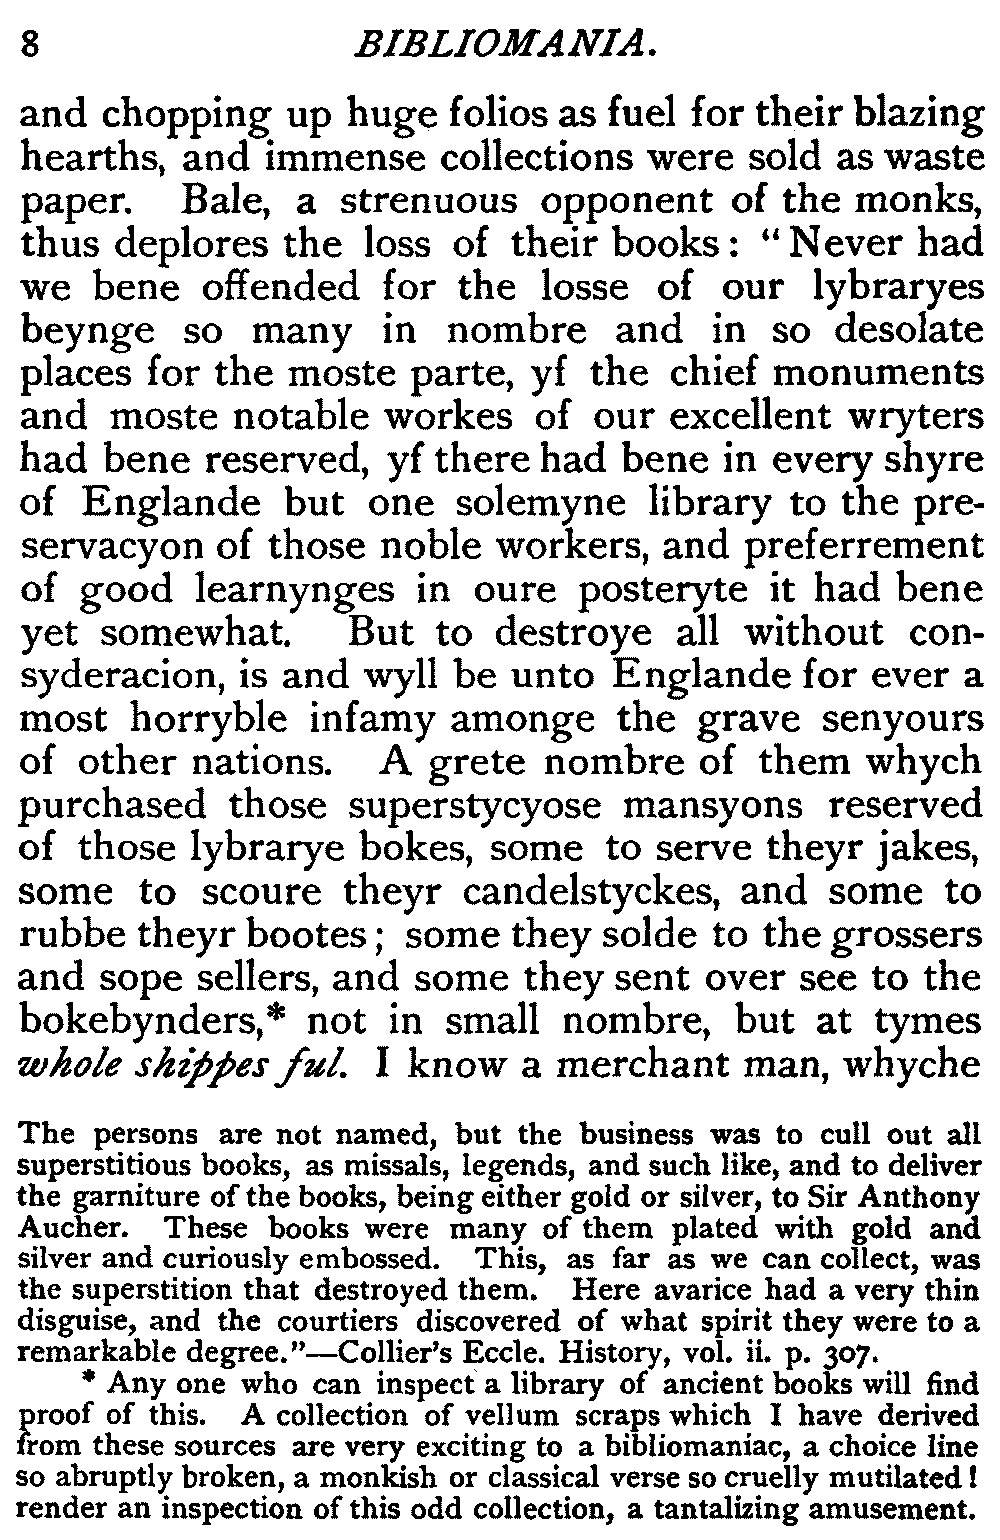 8 BIBLIOMANIA.
and chopping up huge folios as fuel for their blazing
hearths, and immense collections were sold as waste
paper. Bale, a strenuous opponent of the monks,
thus deplores the loss of their books: "Never had
we bene offended for the losse of our lybraryes
beynge so many in nombre and in so desolate
places for the moste parte, yf the chief monuments
and moste notable workes of our excellent wryters
had bene reserved, yf there had bene in every shyre
of Englande but one solemyne library to the pre-
servacyon of those noble workers, and preferrement
of good learnynges in oure posteryte it had bene
yet somewhat. But to destroye all without con-
syderacion, is and wyll be unto Englande for ever a
most horryble infamy amonge the grave senyours
of other nations. A grete nombre of them whych
purchased those superstycyose mansyons reserved
of those lybrarye bokes, some to serve theyr jakes,
some to scoure theyr candelstyckes, and some to
rubbe theyr bootes; some they solde to the grossers
and sope sellers, and some they sent over see to the
bokebynders,* not in small nombre, but at tymes
whole shippes ful. I know a merchant man, whyche
The persons are not named, but the business was to cull out all
superstitious books, as missals, legends, and such like, and to deliver
the garniture of the books, being either gold or silver, to Sir Anthony
Aucher. These books were many of them plated with gold and
silver and curiously embossed. This, as far as we can collect, was
the superstition that destroyed them. Here avarice had a very thin
disguise, and the courtiers discovered of what spirit they were to a
remarkable degree."—Collier's Eccle. History, vol. ii. p. 307.
* Any one who can inspect a library of ancient books will find
proof of this. A collection of vellum scraps which I have derived
from these sources are very exciting to a bibliomaniac, a choice line
so abruptly broken, a monkish or classical verse so cruelly mutilated!
render an inspection of this odd collection, a tantalizing amusement.